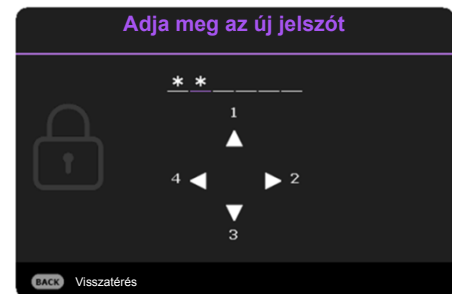 Adja meg az új jelszót
* * _ _ _ _
1
4 2
3
BACK Visszatérés